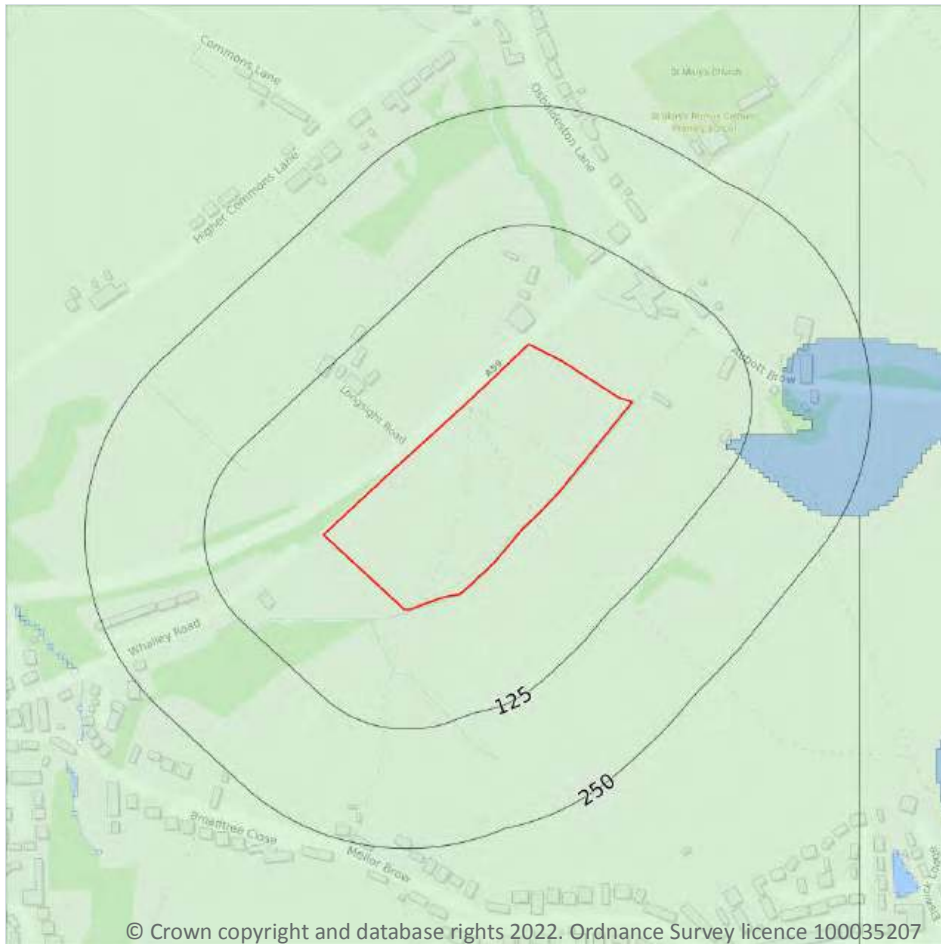 Commons Lane
St Mary's Church
Osbaldeston Lane
Higher Commons Lane
A59
Abbott Brow
Longsight Road
Whalley Road
125
250
Mellor Brow
© Crown copyright and database rights 2022. Ordnance Survey licence 100035207